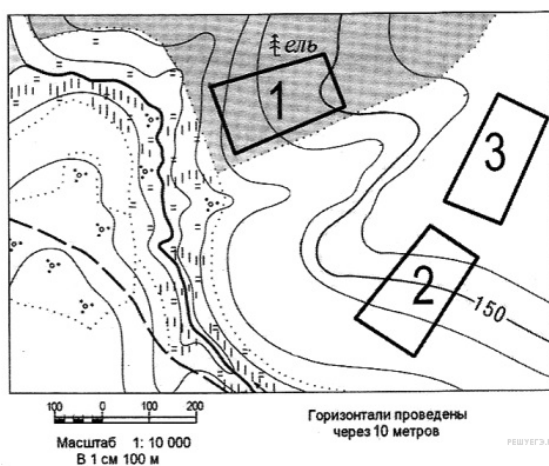 ель
1
3
2
150
100 0 100 200
Масштаб 1: 10 000
В 1 см 100 м
Горизонтали проведены
через 10 метров